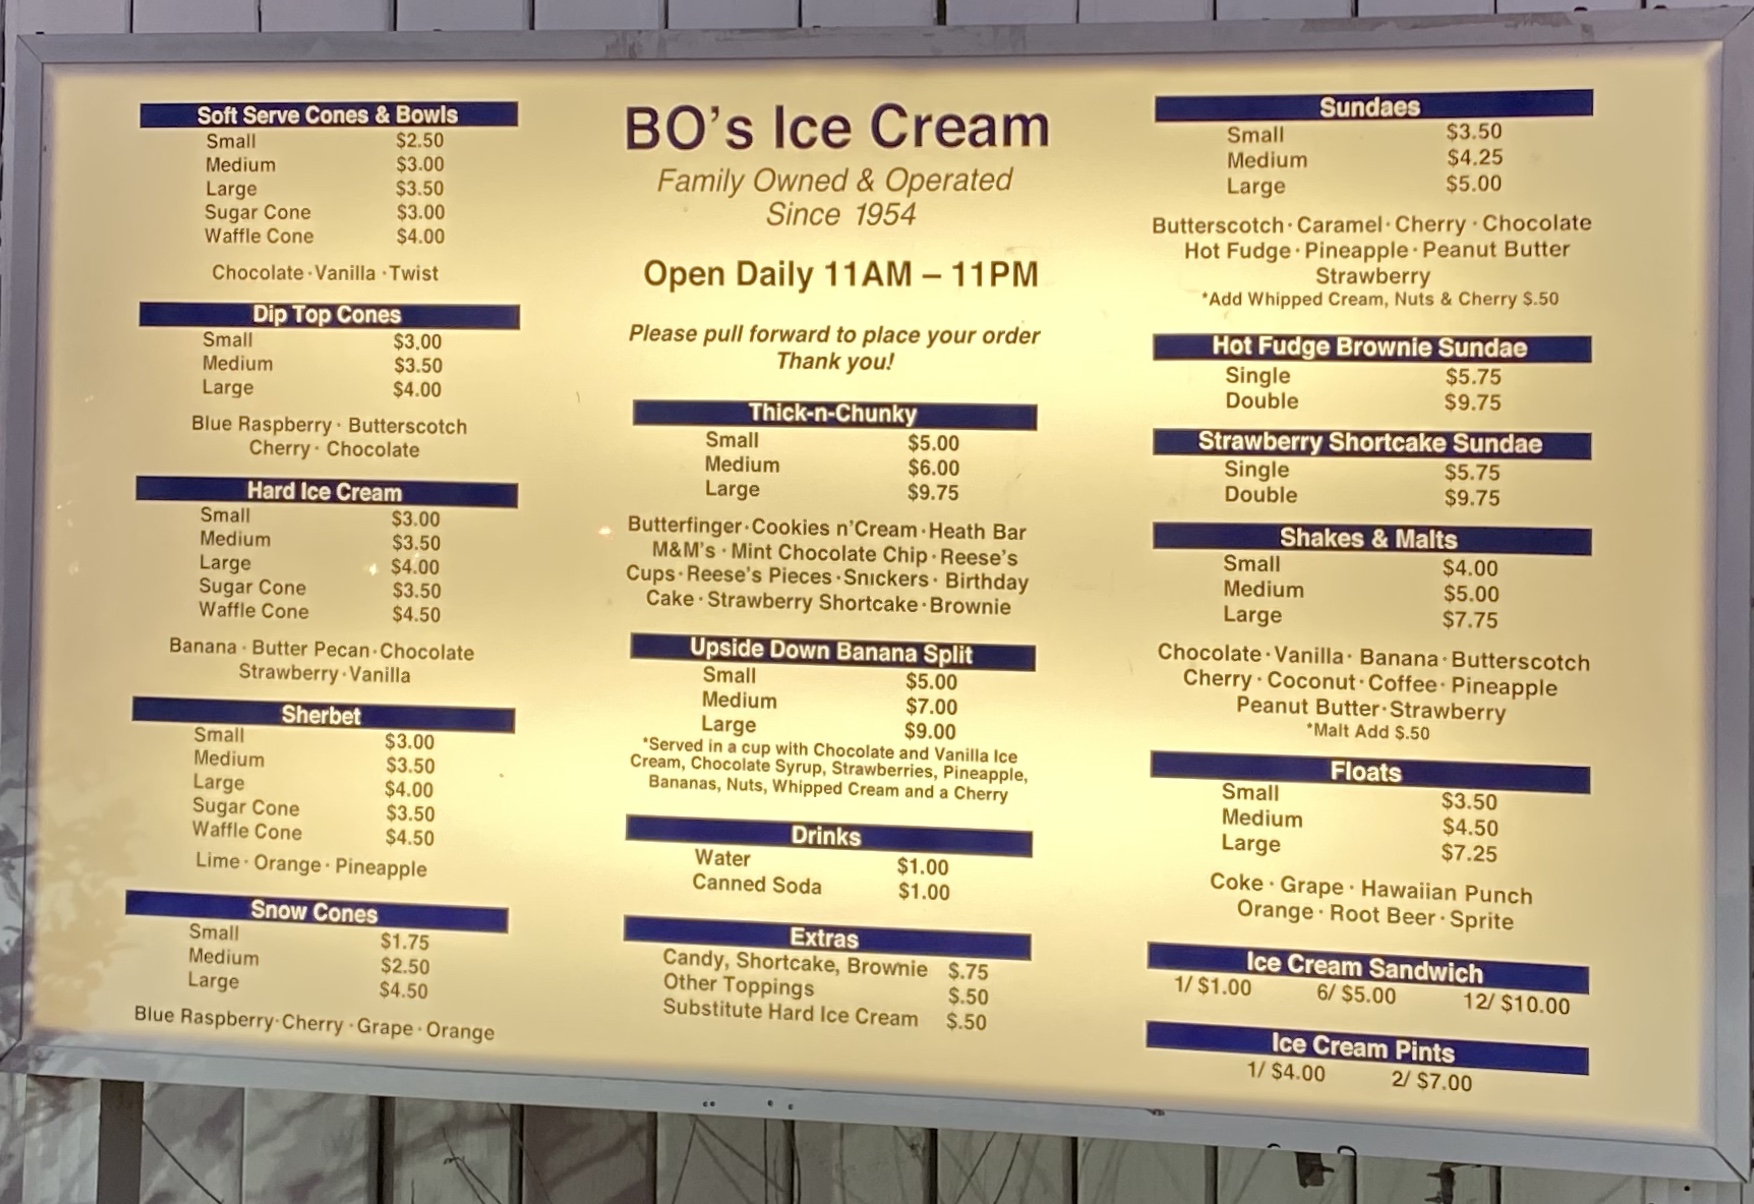 Soft Serve Cones & Bowls
Small $2.50
Medium $3.00
Large $3.50
Sugar Cone $3.00
Waffle Cone $4.00
Chocolate · Vanilla · Twist
Dip Top Cones
Small $3.00
Medium $3.50
Large $4.00
Blue Raspberry · Butterscotch
Cherry · Chocolate
Hard Ice Cream
Small $3.00
Medium $3.50
Large $4.00
Sugar Cone $3.50
Waffle Cone $4.50
Banana · Butter Pecan · Chocolate
Strawberry · Vanilla
Sherbet
Small $3.00
Medium $3.50
Large $4.00
Sugar Cone $3.50
Waffle Cone $4.50
Lime · Orange · Pineapple
Snow Cones
Small $1.75
Medium $2.50
Large $4.50
Blue Raspberry · Cherry · Grape · Orange
BO's Ice Cream
Family Owned & Operated
Since 1954
Open Daily 11AM – 11PM
Please pull forward to place your order
Thank you!
Thick-n-Chunky
Small $5.00
Medium $6.00
Large $9.75
Butterfinger · Cookies n'Cream · Heath Bar
M&M's · Mint Chocolate Chip · Reese's
Cups · Reese's Pieces · Snickers · Birthday
Cake · Strawberry Shortcake · Brownie
Upside Down Banana Split
Small $5.00
Medium $7.00
Large $9.00
*Served in a cup with Chocolate and Vanilla Ice
Cream, Chocolate Syrup, Strawberries, Pineapple,
Bananas, Nuts, Whipped Cream and a Cherry
Drinks
Water $1.00
Canned Soda $1.00
Extras
Candy, Shortcake, Brownie $.75
Other Toppings $.50
Substitute Hard Ice Cream $.50
Sundaes
Small $3.50
Medium $4.25
Large $5.00
Butterscotch · Caramel · Cherry · Chocolate
Hot Fudge · Pineapple · Peanut Butter
Strawberry
*Add Whipped Cream, Nuts & Cherry $.50
Hot Fudge Brownie Sundae
Single $5.75
Double $9.75
Strawberry Shortcake Sundae
Single $5.75
Double $9.75
Shakes & Malts
Small $4.00
Medium $5.00
Large $7.75
Chocolate · Vanilla · Banana · Butterscotch
Cherry · Coconut · Coffee · Pineapple
Peanut Butter · Strawberry
*Malt Add $.50
Floats
Small $3.50
Medium $4.50
Large $7.25
Coke · Grape · Hawaiian Punch
Orange · Root Beer · Sprite
Ice Cream Sandwich
1/ $1.00 6/ $5.00 12/ $10.00
Ice Cream Pints
1/ $4.00 2/ $7.00